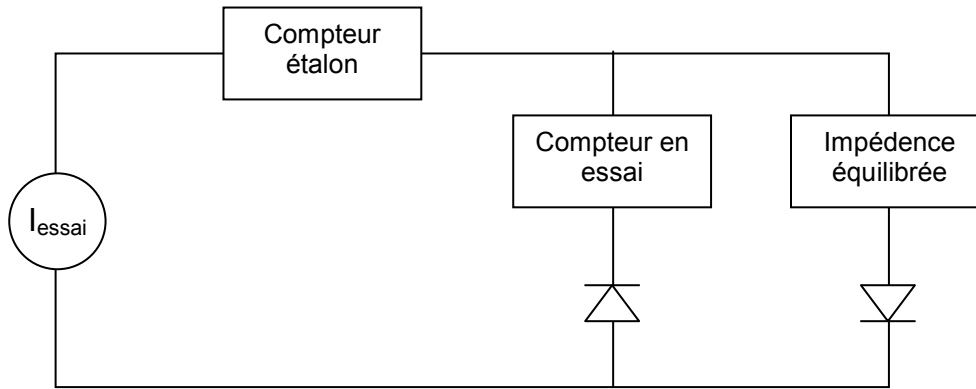 Compteur
étalon
Compteur en
essai
Impédence
équilibrée
Iessai